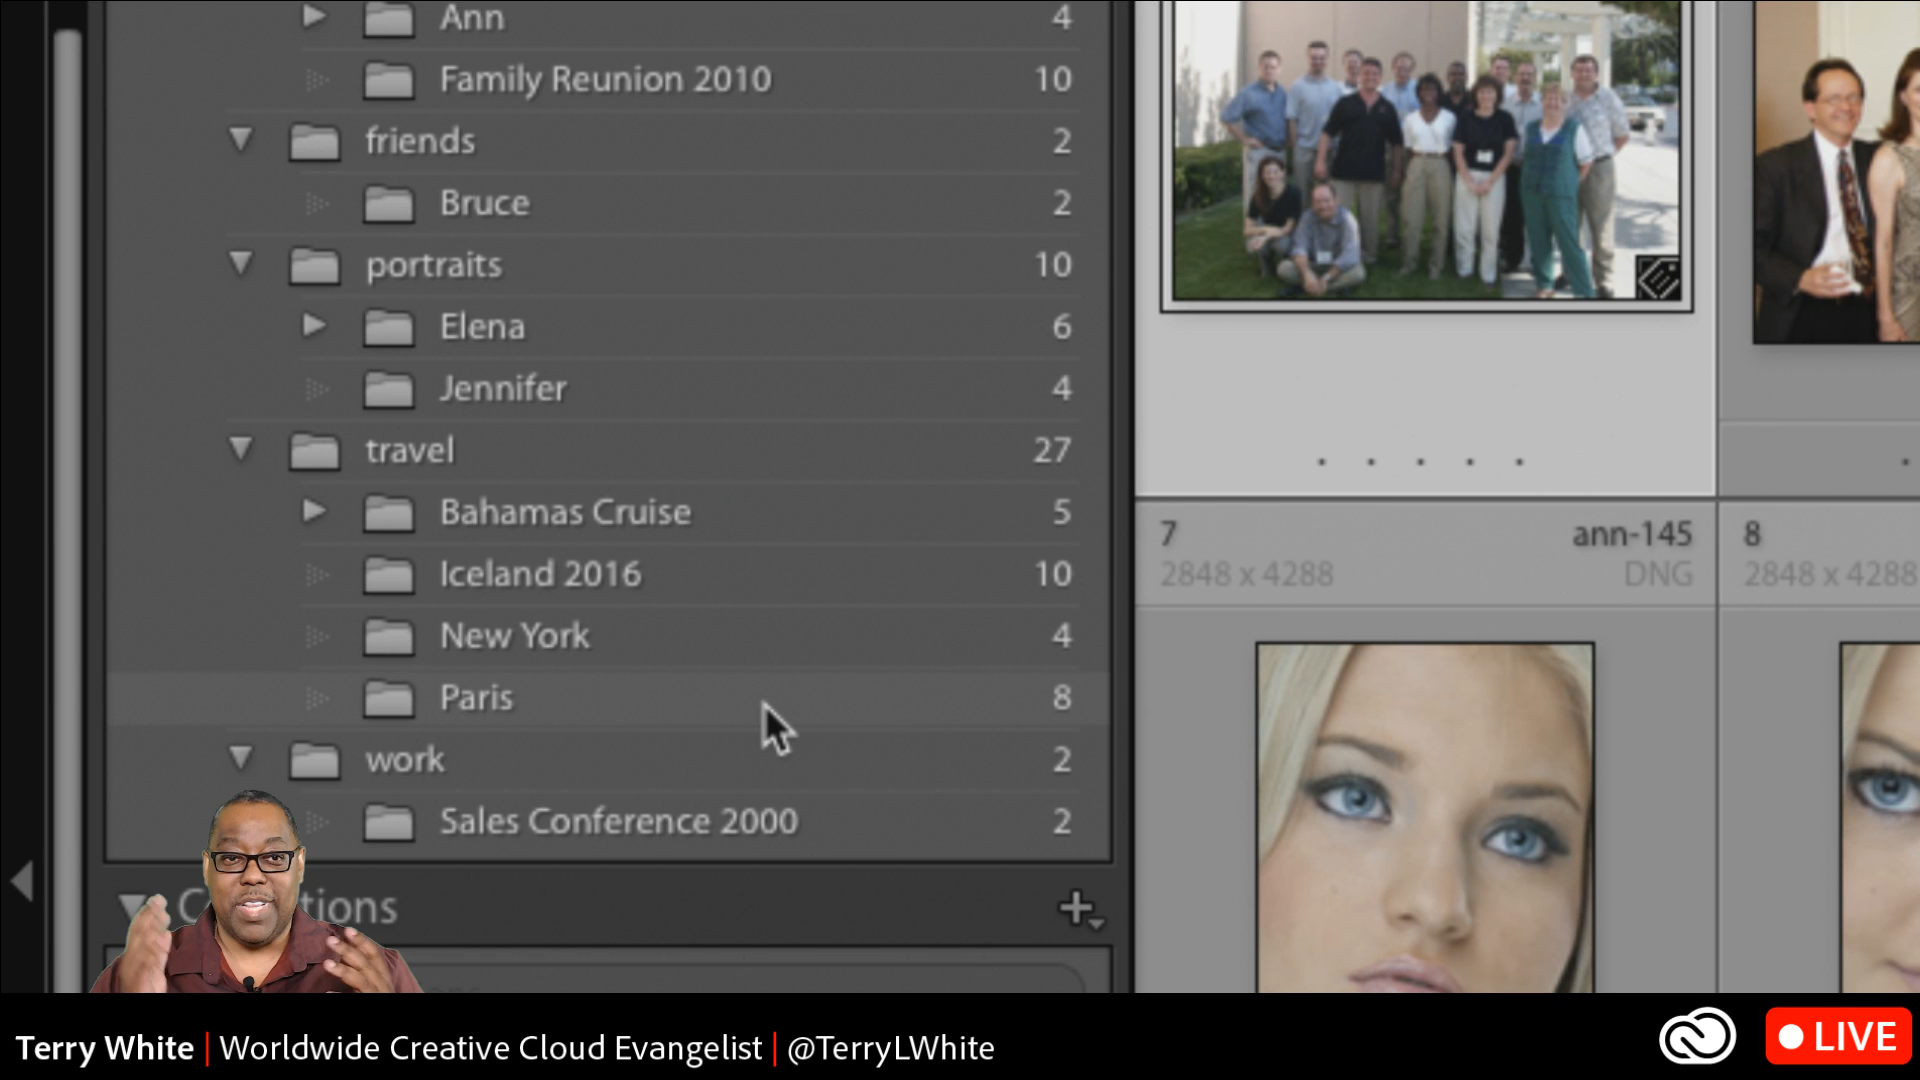 Ann 4
Family Reunion 2010 10
friends 2
Bruce 2
portraits 10
Elena 6
Jennifer 4
travel 27
Bahamas Cruise 5
Iceland 2016 10
New York 4
Paris 8
work 2
Sales Conference 2000 2
7 ann-145
2848 x 4288 DNG
8
2848 x 4288
Terry White | Worldwide Creative Cloud Evangelist | @TerryLWhite
LIVE